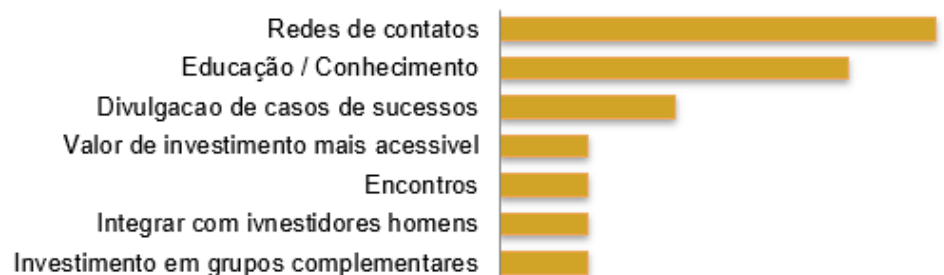 Redes de contatos
Educação / Conhecimento
Divulgacao de casos de sucessos
Valor de investimento mais acessivel
Encontros
Integrar com ivnestidores homens
Investimento em grupos complementares